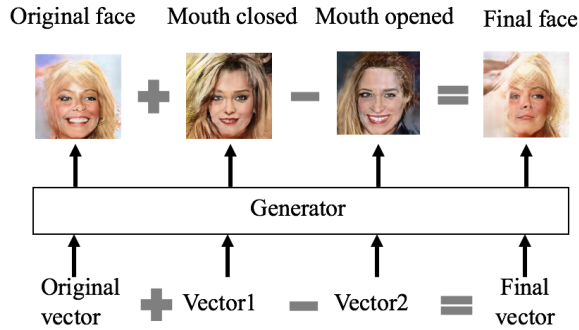 Original face Mouth closed Mouth opened Final face
Generator
Original vector Vector1 Vector2 Final vector